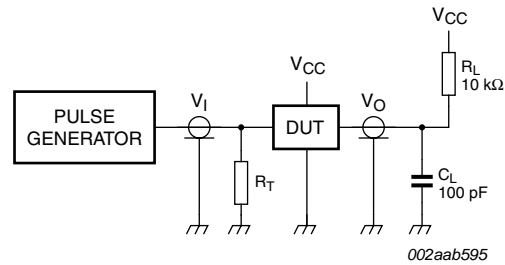 VCC
RL
10 kΩ
VCC
PULSE
GENERATOR
VI
DUT
VO
RT
CL
100 pF
002aab595